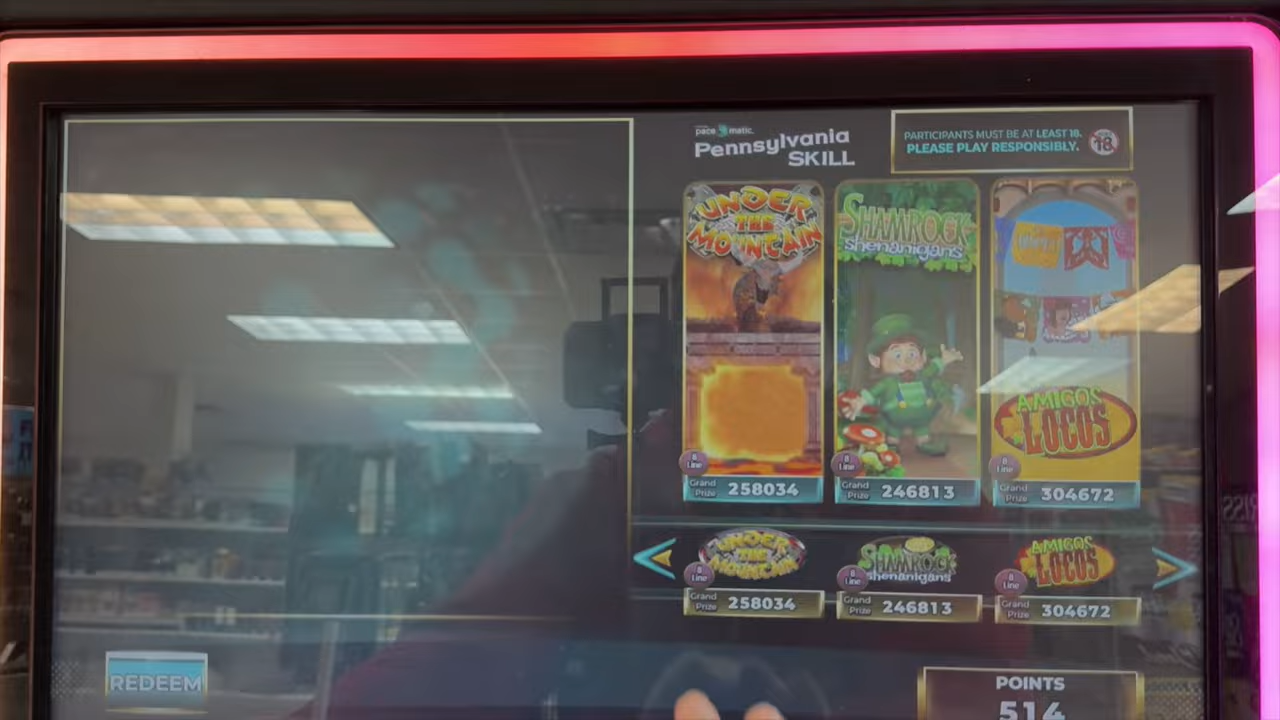 pace matic.
Pennsylvania
SKILL
PARTICIPANTS MUST BE AT LEAST 18.
PLEASE PLAY RESPONSIBLY.
18
UNDER
THE
MOUNTAIN
8
Line
Grand
Prize
258034
SHAMROCK
shenanigans
8
Line
Grand
Prize
246813
AMIGOS
LOCOS
8
Line
Grand
Prize
304672
UNDER
THE
MOUNTAIN
8
Line
Grand
Prize
258034
SHAMROCK
shenanigans
8
Line
Grand
Prize
246813
AMIGOS
LOCOS
8
Line
Grand
Prize
304672
REDEEM
POINTS
514